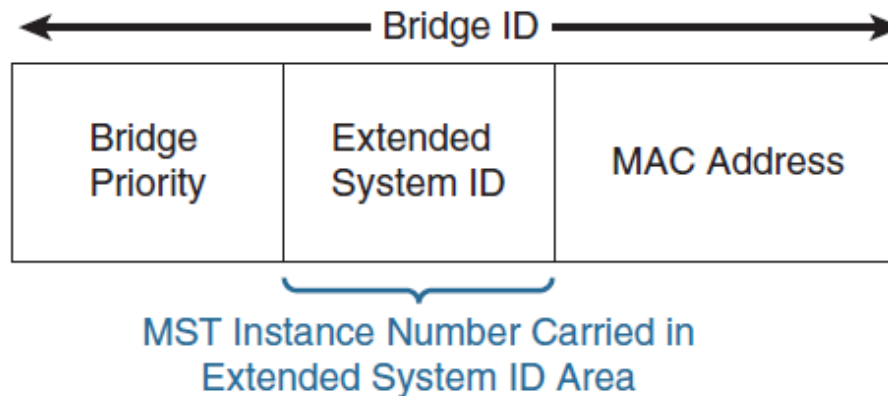 Bridge ID
Bridge
Priority
Extended
System ID
MAC Address
MST Instance Number Carried in
Extended System ID Area